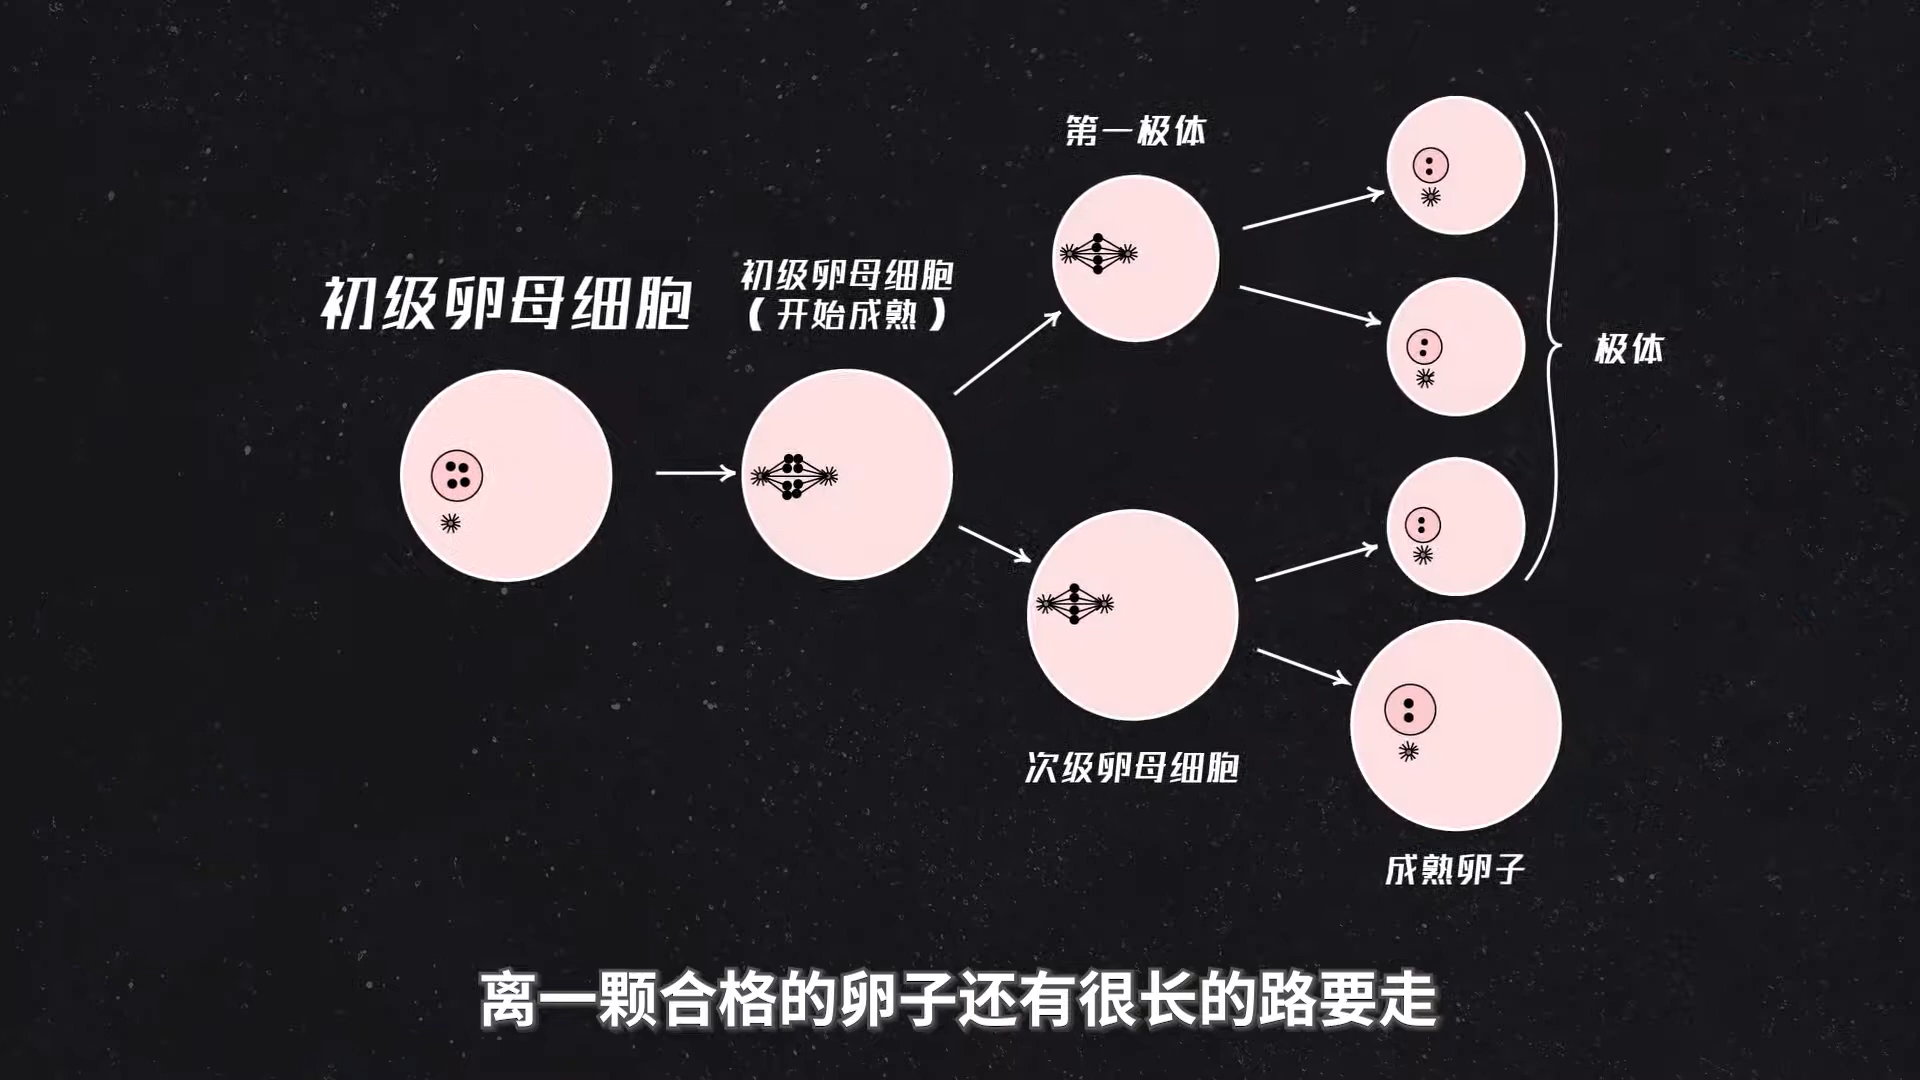 第一极体
初级卵母细胞
初级卵母细胞
(开始成熟)
极体
次级卵母细胞
成熟卵子
离一颗合格的卵子还有很长的路要走